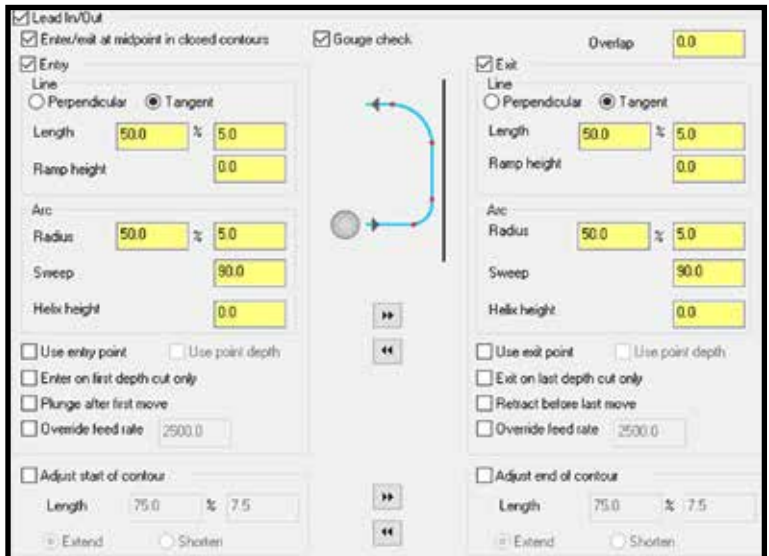 Lead In/Out
Enter/exit at midpoint in closed contours
Gouge check
Overlap 0.0
Entry
Line
Perpendicular Tangent
Length 50.0 % 5.0
Ramp height 0.0
Arc
Radius 50.0 % 5.0
Sweep 90.0
Helix height 0.0
Use entry point Use point depth
Enter on first depth cut only
Plunge after first move
Override feed rate 2500.0
Adjust start of contour
Length 75.0 % 7.5
Extend Shorten
Exit
Line
Perpendicular Tangent
Length 50.0 % 5.0
Ramp height 0.0
Arc
Radius 50.0 % 5.0
Sweep 90.0
Helix height 0.0
Use exit point Use point depth
Exit on last depth cut only
Retract before last move
Override feed rate 2500.0
Adjust end of contour
Length 75.0 % 7.5
Extend Shorten